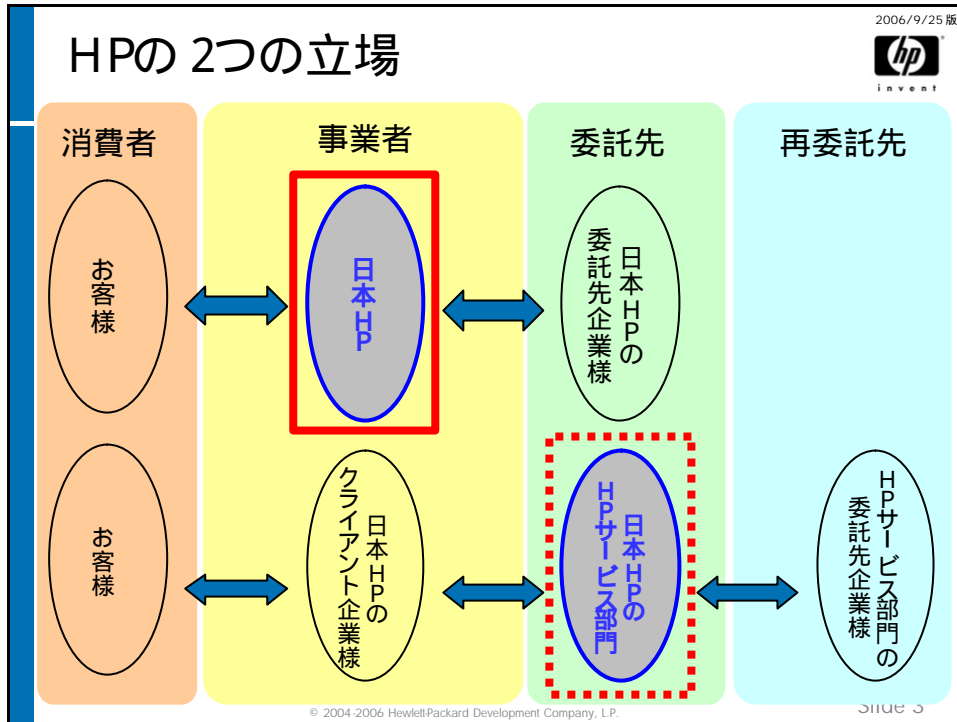 2006/9/25 版
HPの 2つの立場
hp
invent
消費者
事業者
委託先
再委託先
お客様
日本HP
日本HPの
委託先企業様
お客様
日本HPの
クライアント企業様
日本HPの
HPサービス部門
HPサービス部門の
委託先企業様
© 2004-2006 Hewlett-Packard Development Company, L.P.
Slide 3